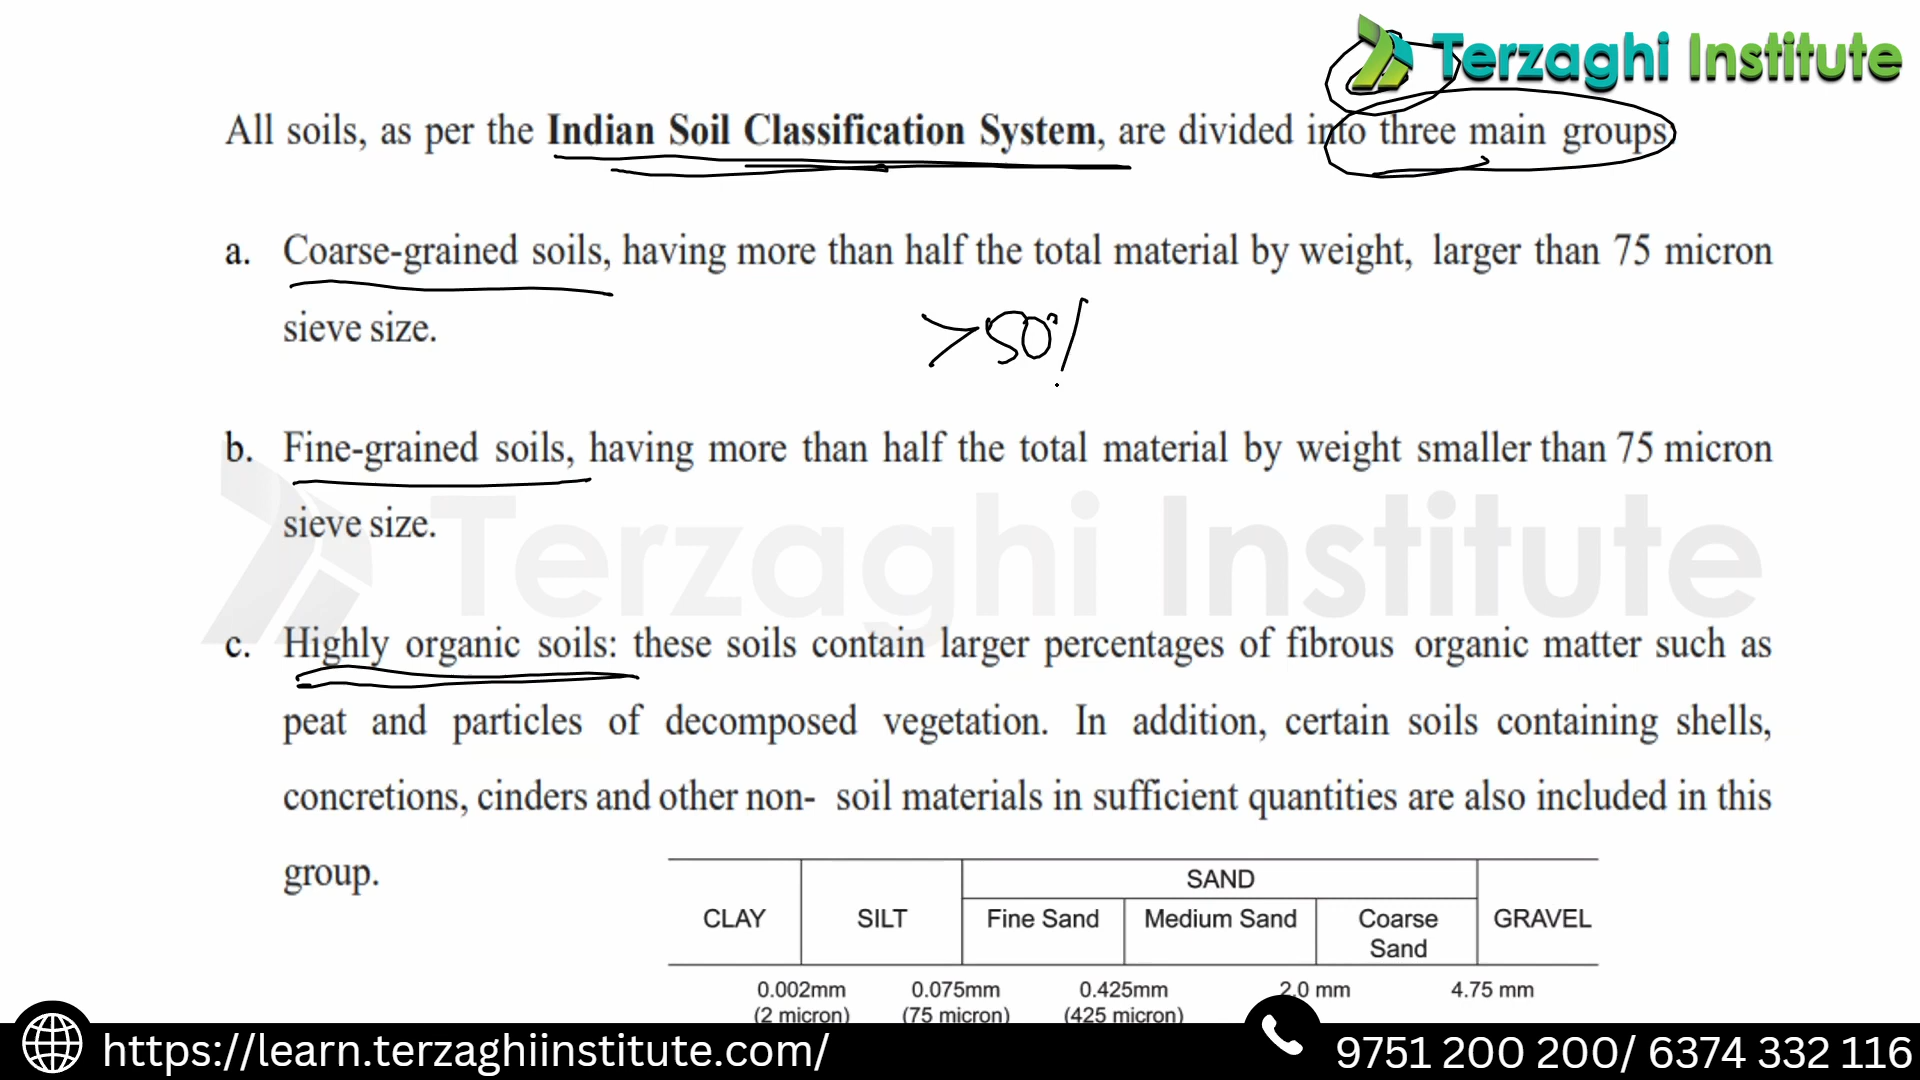 Terzaghi Institute
All soils, as per the Indian Soil Classification System, are divided into three main groups
a. Coarse-grained soils, having more than half the total material by weight, larger than 75 micron
sieve size.
>50%
b. Fine-grained soils, having more than half the total material by weight smaller than 75 micron
sieve size.
Terzaghi Institute
c. Highly organic soils: these soils contain larger percentages of fibrous organic matter such as
peat and particles of decomposed vegetation. In addition, certain soils containing shells,
concretions, cinders and other non- soil materials in sufficient quantities are also included in this
group.
SAND
CLAY SILT Fine Sand Medium Sand Coarse GRAVEL
Sand
0.002mm 0.075mm 0.425mm 2.0 mm 4.75 mm
(2 micron) (75 micron) (425 micron)
https://learn.terzaghiinstitute.com/ 9751 200 200/ 6374 332 116